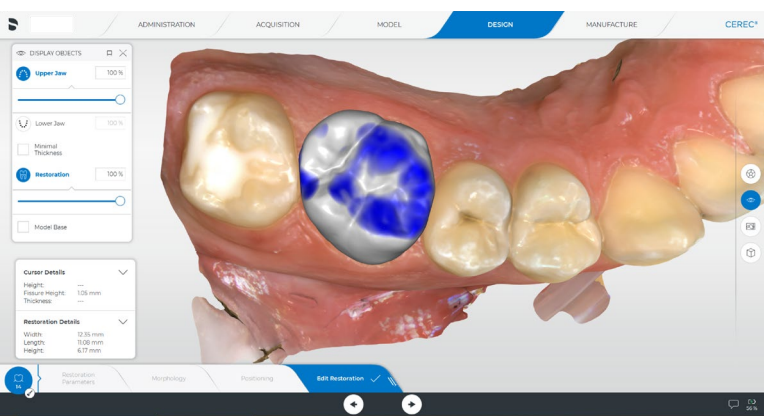 ADMINISTRATION
ACQUISITION
MODEL
DESIGN
MANUFACTURE
CEREC®
DISPLAY OBJECTS
Upper Jaw 100 %
Lower Jaw 100 %
Minimal
Thickness
Restoration 100 %
Model Base
Cursor Details
Height: ---
Fissure Height: 1.05 mm
Thickness: ---
Restoration Details
Width: 12.35 mm
Length: 11.08 mm
Height: 6.17 mm
14
Restoration
Parameters
Morphology
Positioning
Edit Restoration
56 %